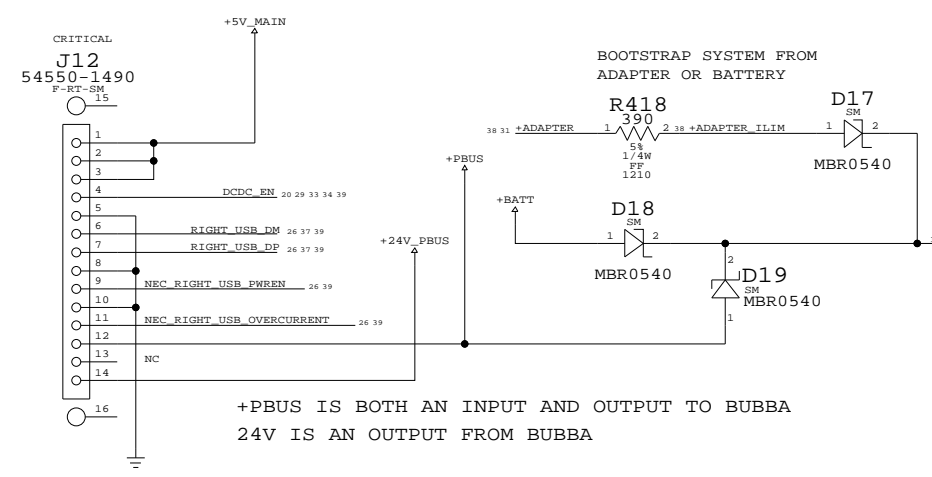 +5V_MAIN
CRITICAL
J12
54550-1490
F-RT-SM
15
1
2
3
4 DCDC_EN 20 29 33 34 39
5
6 RIGHT_USB_DM 26 37 39
7 RIGHT_USB_DP 26 37 39
8
9 NEC_RIGHT_USB_PWREN 26 39
10
11 NEC_RIGHT_USB_OVERCURRENT 26 39
12
13 NC
14
16
+24V_PBUS
+PBUS
BOOTSTRAP SYSTEM FROM
ADAPTER OR BATTERY
R418
390
38 31 +ADAPTER 1 2 38 +ADAPTER_ILIM
5%
1/4W
FF
1210
D17
SM
1 2
MBR0540
+BATT
D18
SM
1 2
MBR0540
2
D19
SM
MBR0540
1
+PBUS IS BOTH AN INPUT AND OUTPUT TO BUBBA
24V IS AN OUTPUT FROM BUBBA